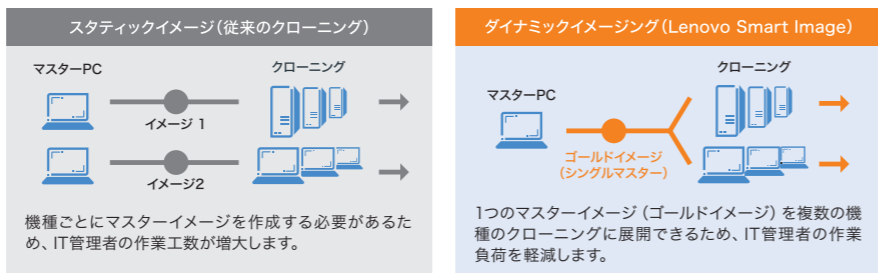 スタティックイメージ（従来のクローニング）
マスターPC
クローニング
イメージ 1
イメージ2
機種ごとにマスターイメージを作成する必要があるた
め、IT管理者の作業工数が増大します。
ダイナミックイメージング（Lenovo Smart Image）
クローニング
マスターPC
ゴールドイメージ
（シングルマスター）
1つのマスターイメージ（ゴールドイメージ）を複数の機
種のクローニングに展開できるため、IT管理者の作業
負荷を軽減します。